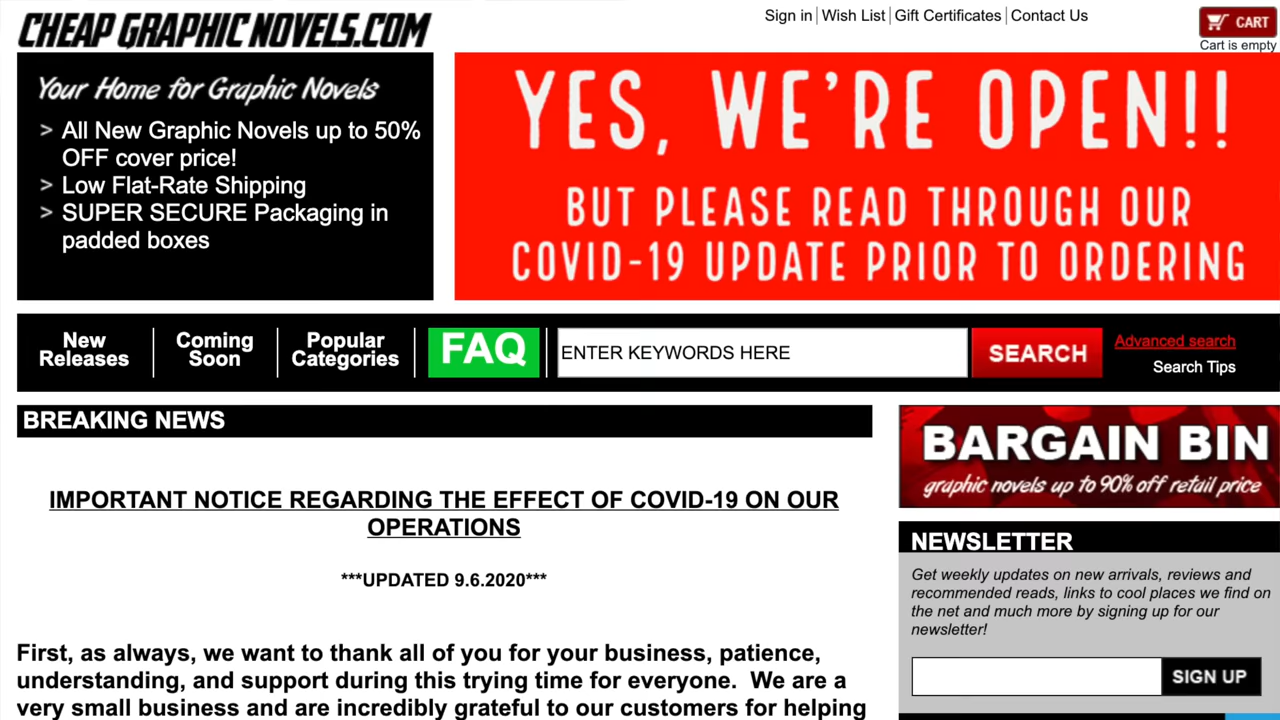 CHEAP GRAPHIC NOVELS.COM
Sign in | Wish List | Gift Certificates | Contact Us
CART
Cart is empty
Your Home for Graphic Novels
> All New Graphic Novels up to 50%
OFF cover price!
> Low Flat-Rate Shipping
> SUPER SECURE Packaging in
padded boxes
YES, WE'RE OPEN!!
BUT PLEASE READ THROUGH OUR
COVID-19 UPDATE PRIOR TO ORDERING
New
Releases
Coming
Soon
Popular
Categories
FAQ
ENTER KEYWORDS HERE
SEARCH
Advanced search
Search Tips
BREAKING NEWS
IMPORTANT NOTICE REGARDING THE EFFECT OF COVID-19 ON OUR
OPERATIONS
***UPDATED 9.6.2020***
First, as always, we want to thank all of you for your business, patience,
understanding, and support during this trying time for everyone.  We are a
very small business and are incredibly grateful to our customers for helping
BARGAIN BIN
graphic novels up to 90% off retail price
NEWSLETTER
Get weekly updates on new arrivals, reviews and
recommended reads, links to cool places we find on
the net and much more by signing up for our
newsletter!
SIGN UP